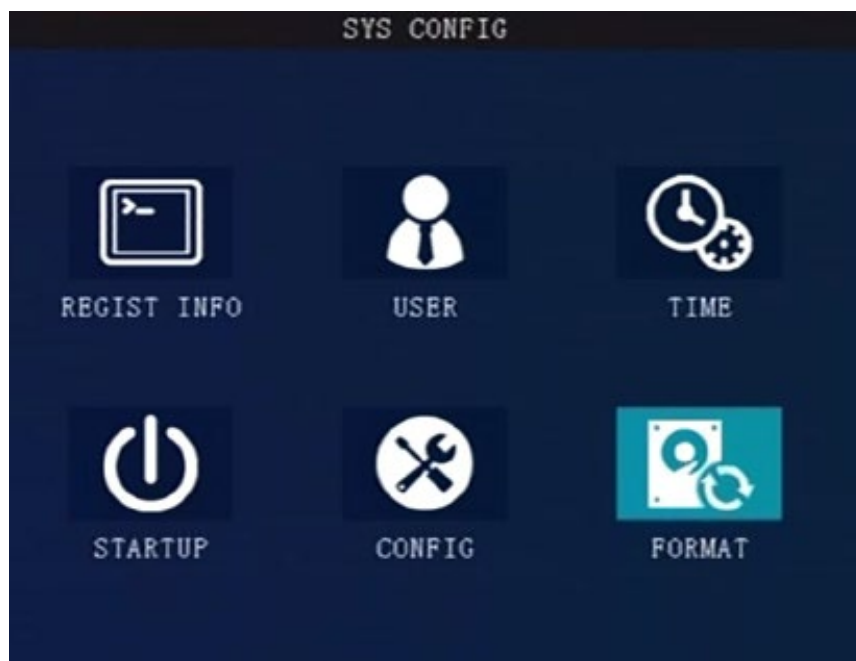 SYS CONFIG
REGIST INFO
USER
TIME
STARTUP
CONFIG
FORMAT